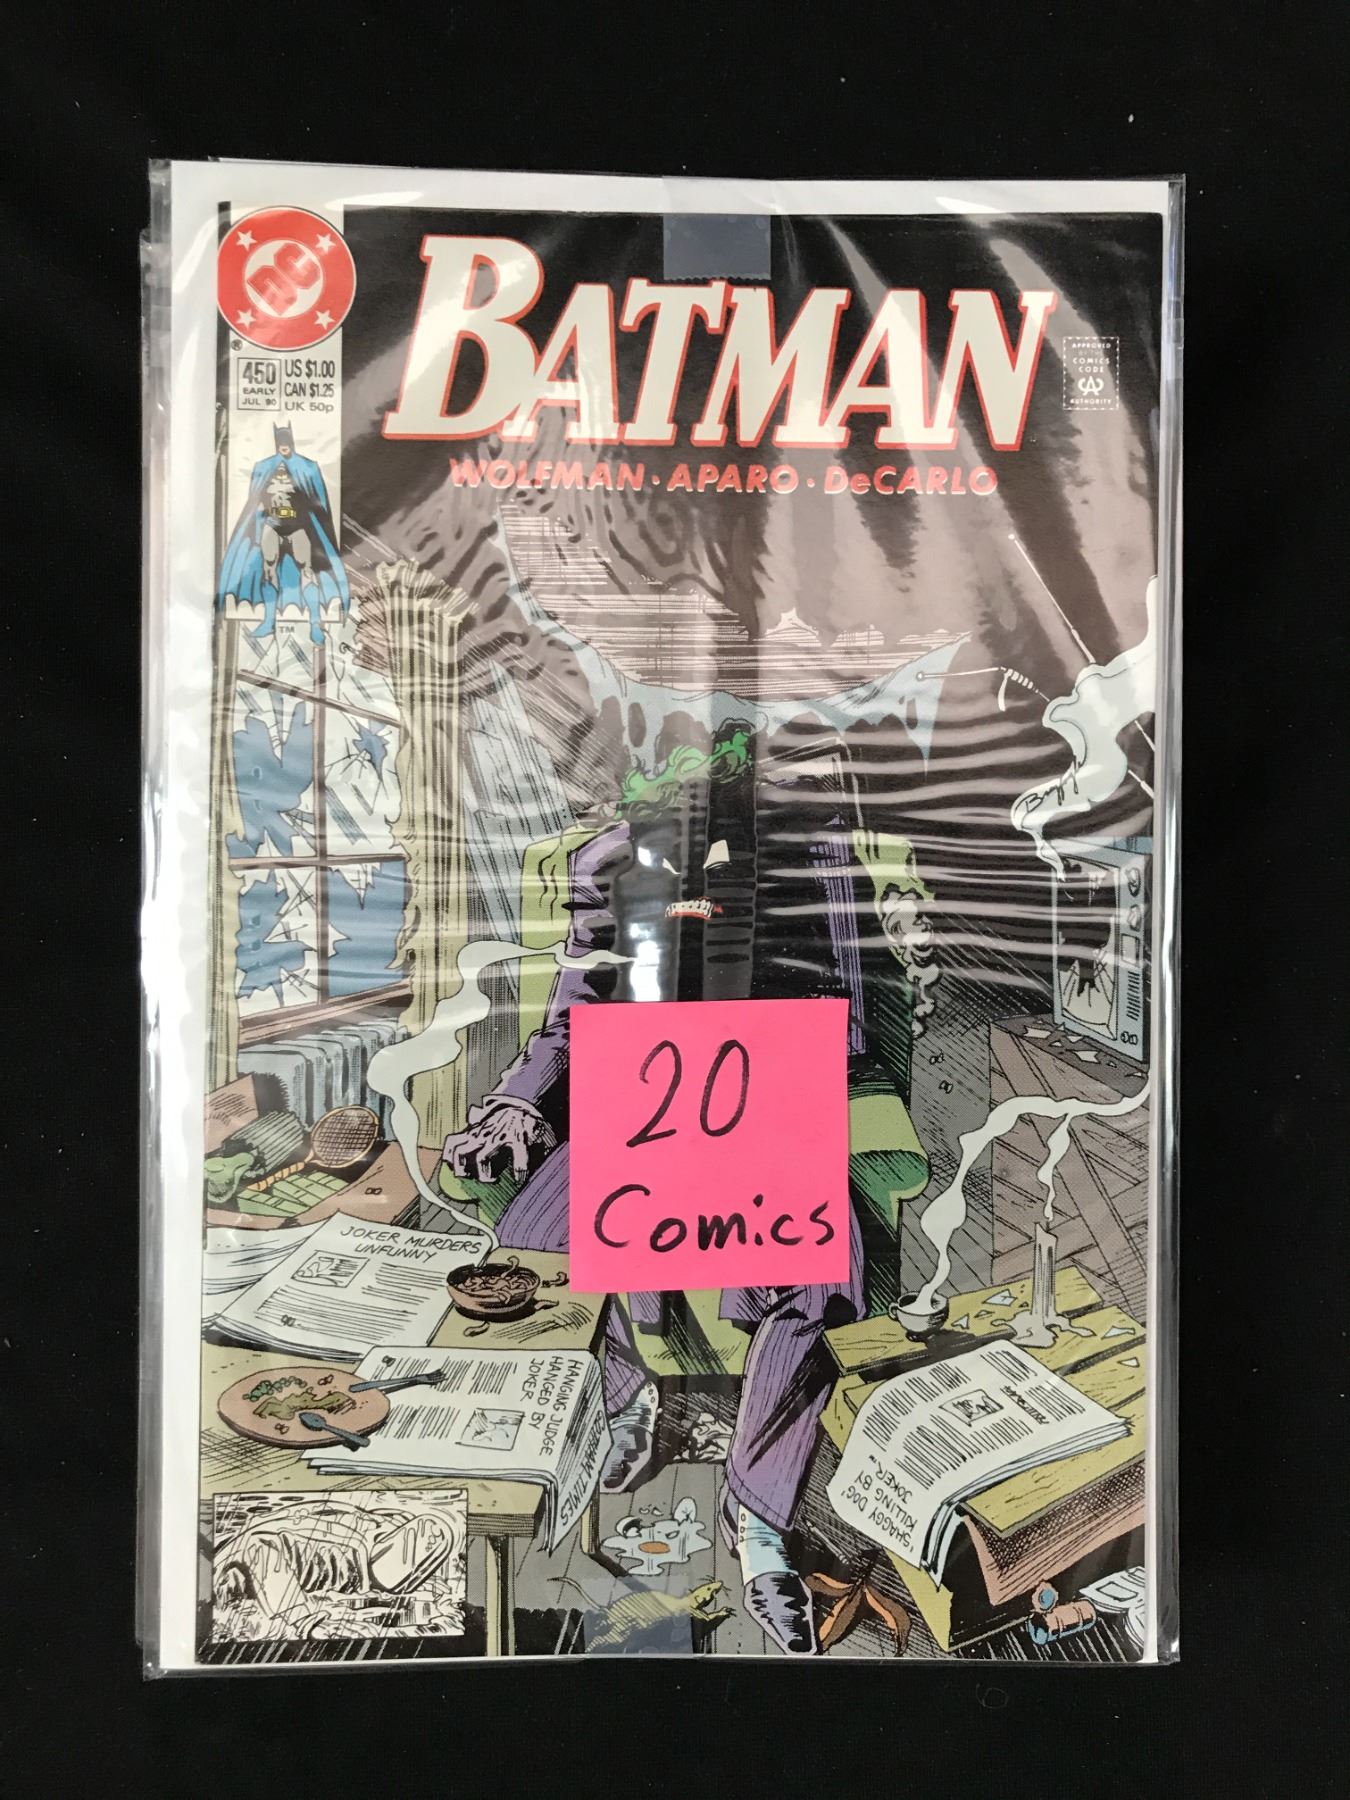 DC
®
BATMAN
450
EARLY
JUL 90
US $1.00
CAN $1.25
UK 50p
APPROVED
BY THE
COMICS
CODE
CA
AUTHORITY
WOLFMAN · APARO · DeCARLO
TM
20
Comics
JOKER MURDERS
UNFUNNY
HANGING JUDGE
HANGED BY
JOKER
GOTHAM TIMES
'SHAGGY DOG'
KILLING BY
JOKER